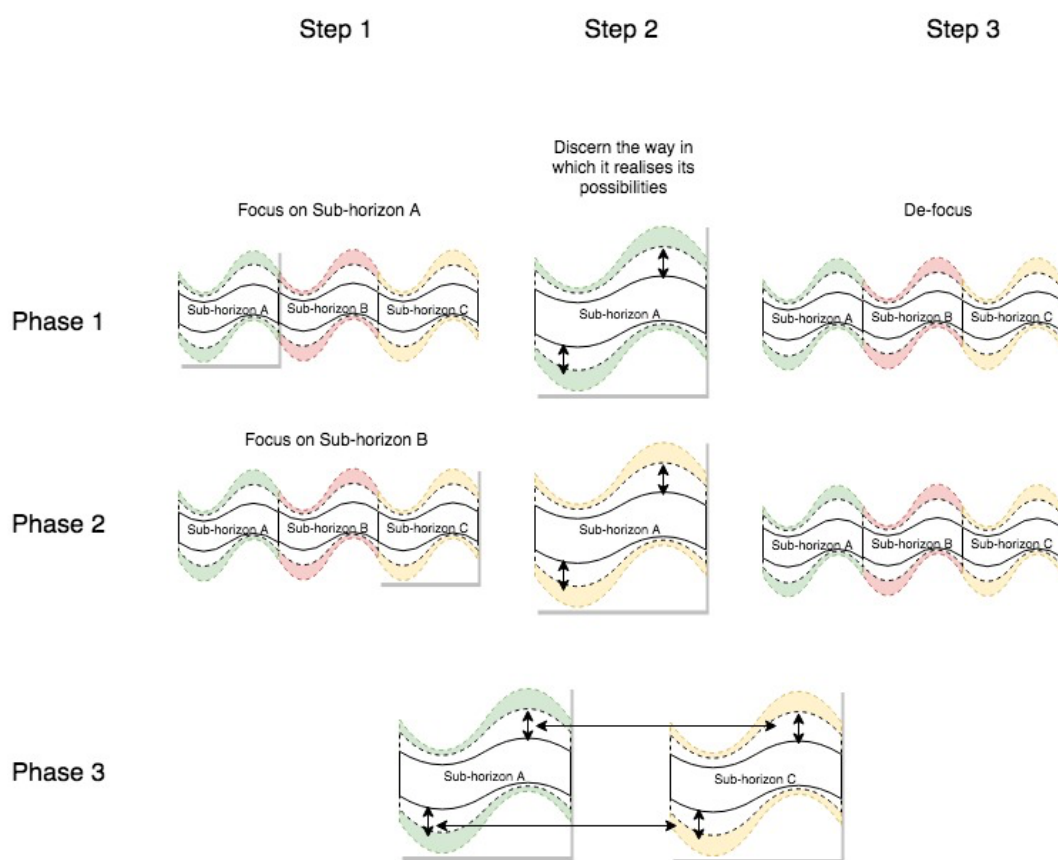 Step 1
Step 2
Step 3
Discern the way in
which it realises its
possibilities
Focus on Sub-horizon A
De-focus
Phase 1
Sub-horizon A
Sub-horizon B
Sub-horizon C
Sub-horizon A
Sub-horizon A
Sub-horizon B
Sub-horizon C
Focus on Sub-horizon B
Phase 2
Sub-horizon A
Sub-horizon B
Sub-horizon C
Sub-horizon A
Sub-horizon A
Sub-horizon B
Sub-horizon C
Phase 3
Sub-horizon A
Sub-horizon C